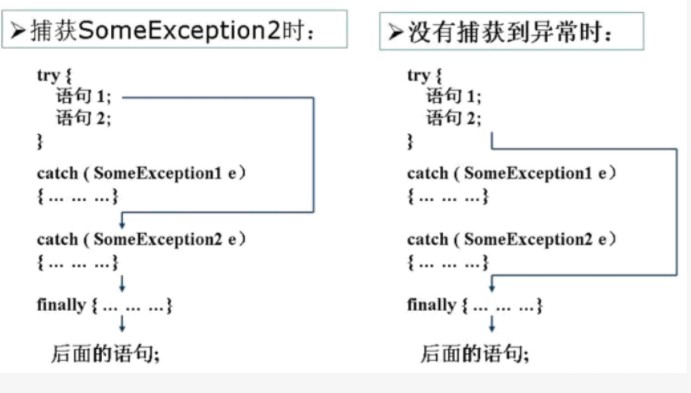 ➤捕获SomeException2时：
try {
语句 1;
语句 2;
}
catch ( SomeException1 e）
{ ... ... ...}
catch ( SomeException2 e）
{ ... ... ...}
finally { ... ... ...}
后面的语句;
➤没有捕获到异常时：
try {
语句 1;
语句 2;
}
catch ( SomeException1 e）
{ ... ... ...}
catch ( SomeException2 e）
{ ... ... ...}
finally { ... ... ...}
后面的语句;